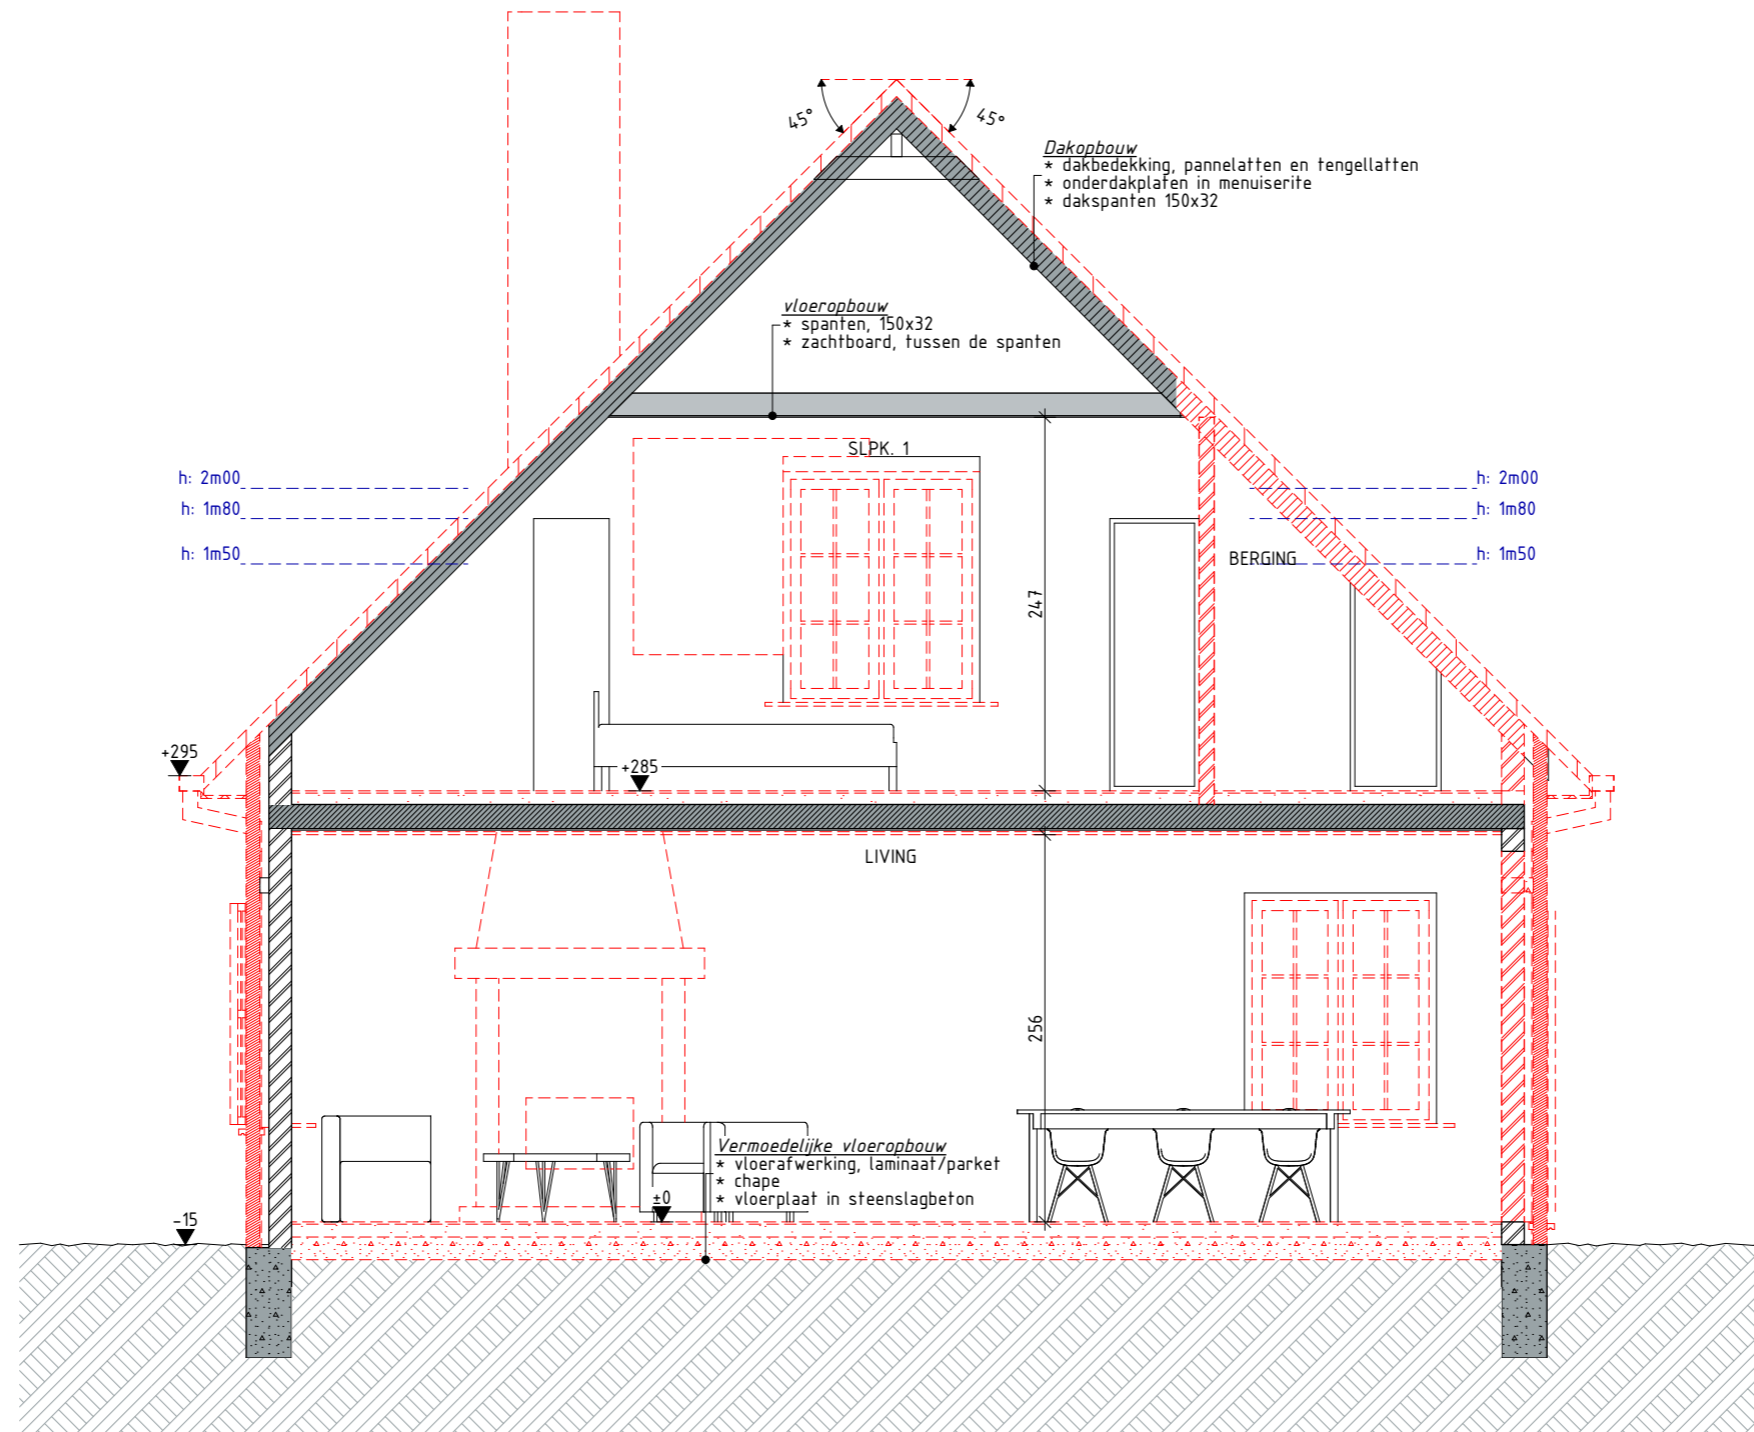 45°
45°
Dakopbouw
* dakbedekking, pannelatten en tengellatten
* onderdakplaten in menuiserite
* dakspanten 150x32
vloeropbouw
* spanten, 150x32
* zachtboard, tussen de spanten
SLPK. 1
h: 2m00
h: 2m00
h: 1m80
h: 1m80
h: 1m50
BERGING
h: 1m50
247
+295
+285
LIVING
256
Vermoedelijke vloeropbouw
* vloerafwerking, laminaat/parket
* chape
* vloerplaat in steenslagbeton
±0
-15